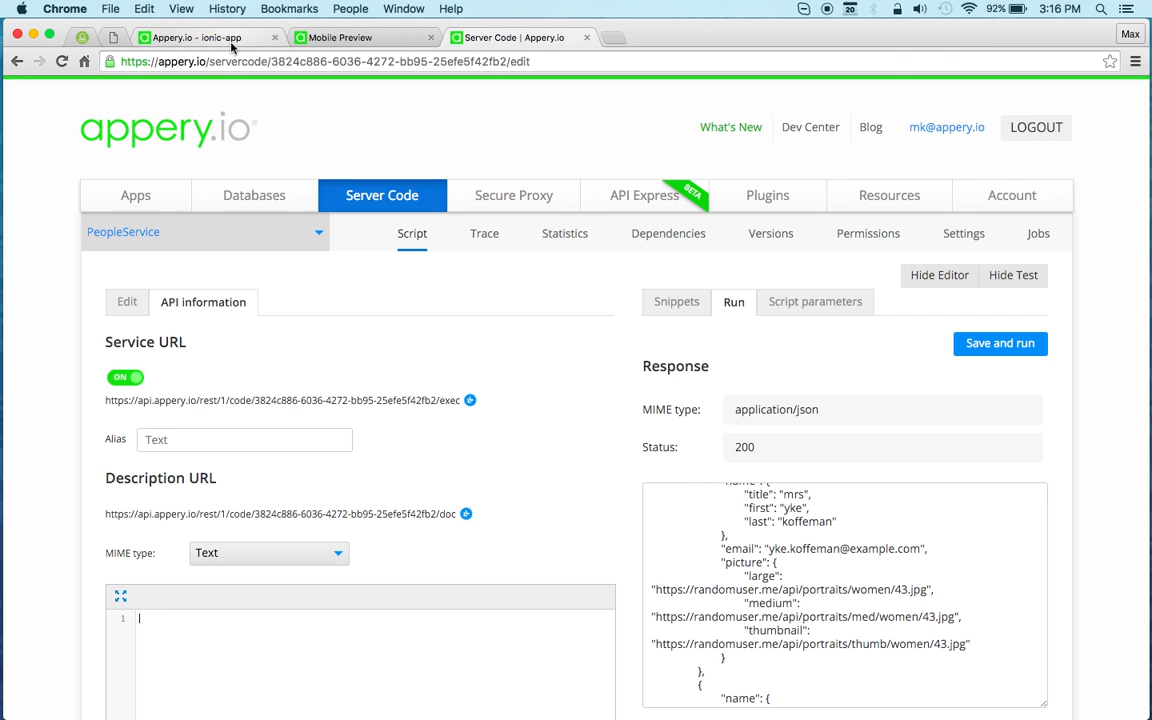 Chrome File Edit View History Bookmarks People Window Help 20 92% 3:16 PM
Appery.io - ionic-app Mobile Preview Server Code | Appery.io Max
https://appery.io/servercode/3824c886-6036-4272-bb95-25efe5f42fb2/edit
appery.io
What's New Dev Center Blog mk@appery.io LOGOUT
Apps Databases Server Code Secure Proxy API Express BETA Plugins Resources Account
PeopleService Script Trace Statistics Dependencies Versions Permissions Settings Jobs
Hide Editor Hide Test
Edit API information Snippets Run Script parameters
Service URL Save and run
Response
ON
https://api.appery.io/rest/1/code/3824c886-6036-4272-bb95-25efe5f42fb2/exec
MIME type: application/json
Alias Text
Status: 200
Description URL
"name": {
"title": "mrs",
"first": "yke",
"last": "koffeman"
},
https://api.appery.io/rest/1/code/3824c886-6036-4272-bb95-25efe5f42fb2/doc
"email": "yke.koffeman@example.com",
MIME type: Text
"picture": {
"large":
"https://randomuser.me/api/portraits/women/43.jpg",
"medium":
"https://randomuser.me/api/portraits/med/women/43.jpg",
1
"thumbnail":
"https://randomuser.me/api/portraits/thumb/women/43.jpg"
}
},
{
"name": {